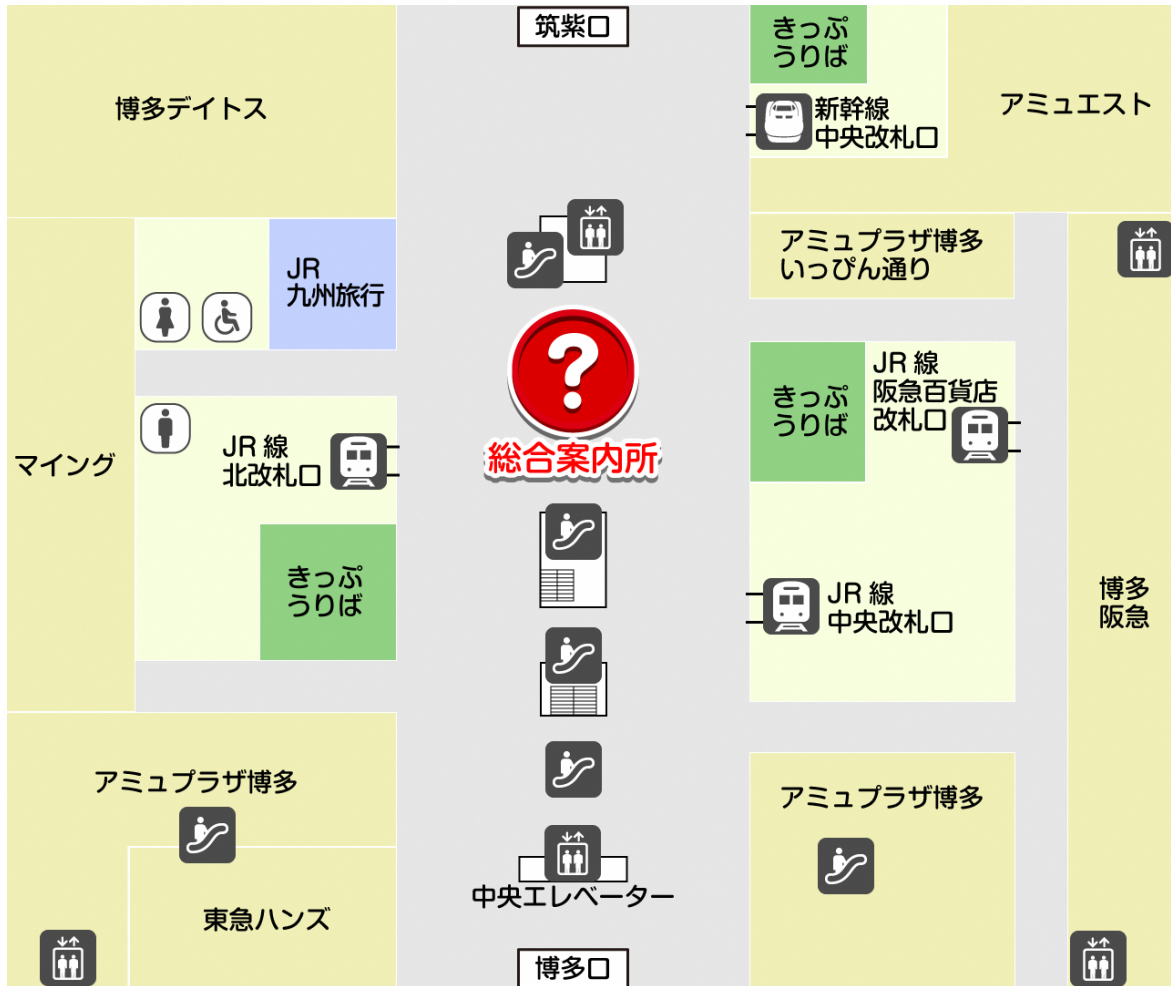 筑紫口
きっぷ
うりば
博多デイトス
新幹線
中央改札口
アミュエスト
JR
九州旅行
アミュプラザ博多
いっぴん通り
?
総合案内所
マイング
JR 線
北改札口
きっぷ
うりば
きっぷ
うりば
JR 線
阪急百貨店
改札口
JR 線
中央改札口
博多
阪急
アミュプラザ博多
東急ハンズ
アミュプラザ博多
中央エレベーター
博多口